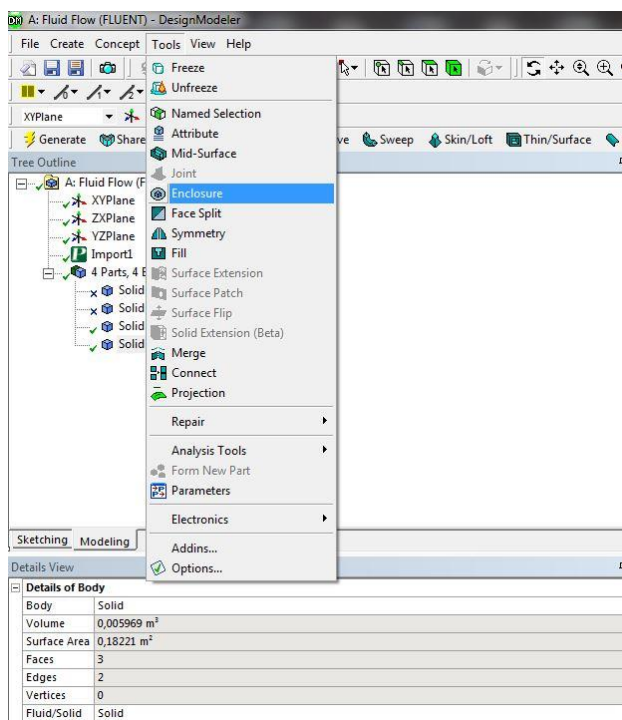 A: Fluid Flow (FLUENT) - DesignModeler
File Create Concept Tools View Help
XYPlane
Generate Share ve Sweep Skin/Loft Thin/Surface
Tree Outline
A: Fluid Flow (F
XYPlane
ZXPlane
YZPlane
Import1
4 Parts, 4 B
Solid
Solid
Solid
Solid
Freeze
Unfreeze
Named Selection
Attribute
Mid-Surface
Joint
Enclosure
Face Split
Symmetry
Fill
Surface Extension
Surface Patch
Surface Flip
Solid Extension (Beta)
Merge
Connect
Projection
Repair
Analysis Tools
Form New Part
Parameters
Electronics
Addins...
Options...
Sketching Modeling
Details View
Details of Body
Body Solid
Volume 0,005969 m³
Surface Area 0,18221 m²
Faces 3
Edges 2
Vertices 0
Fluid/Solid Solid